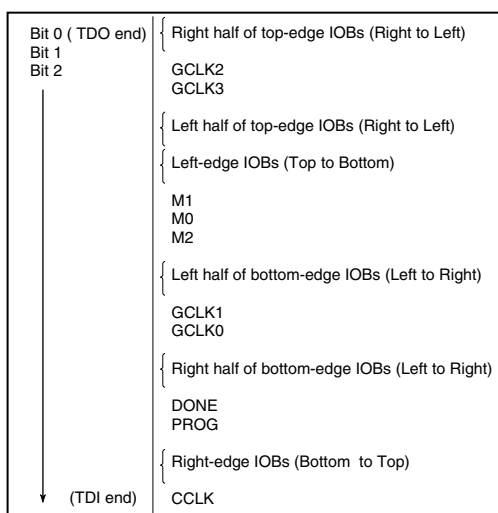 Bit 0 ( TDO end) Right half of top-edge IOBs (Right to Left)
Bit 1
Bit 2 GCLK2
GCLK3
Left half of top-edge IOBs (Right to Left)
Left-edge IOBs (Top to Bottom)
M1
M0
M2
Left half of bottom-edge IOBs (Left to Right)
GCLK1
GCLK0
Right half of bottom-edge IOBs (Left to Right)
DONE
PROG
Right-edge IOBs (Bottom to Top)
(TDI end) CCLK